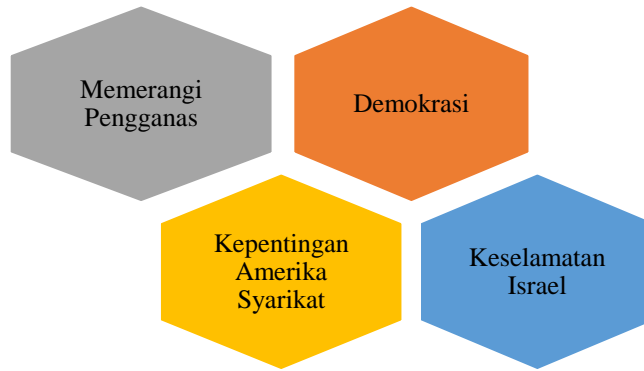 Memerangi
Pengganas
Demokrasi
Kepentingan
Amerika
Syarikat
Keselamatan
Israel